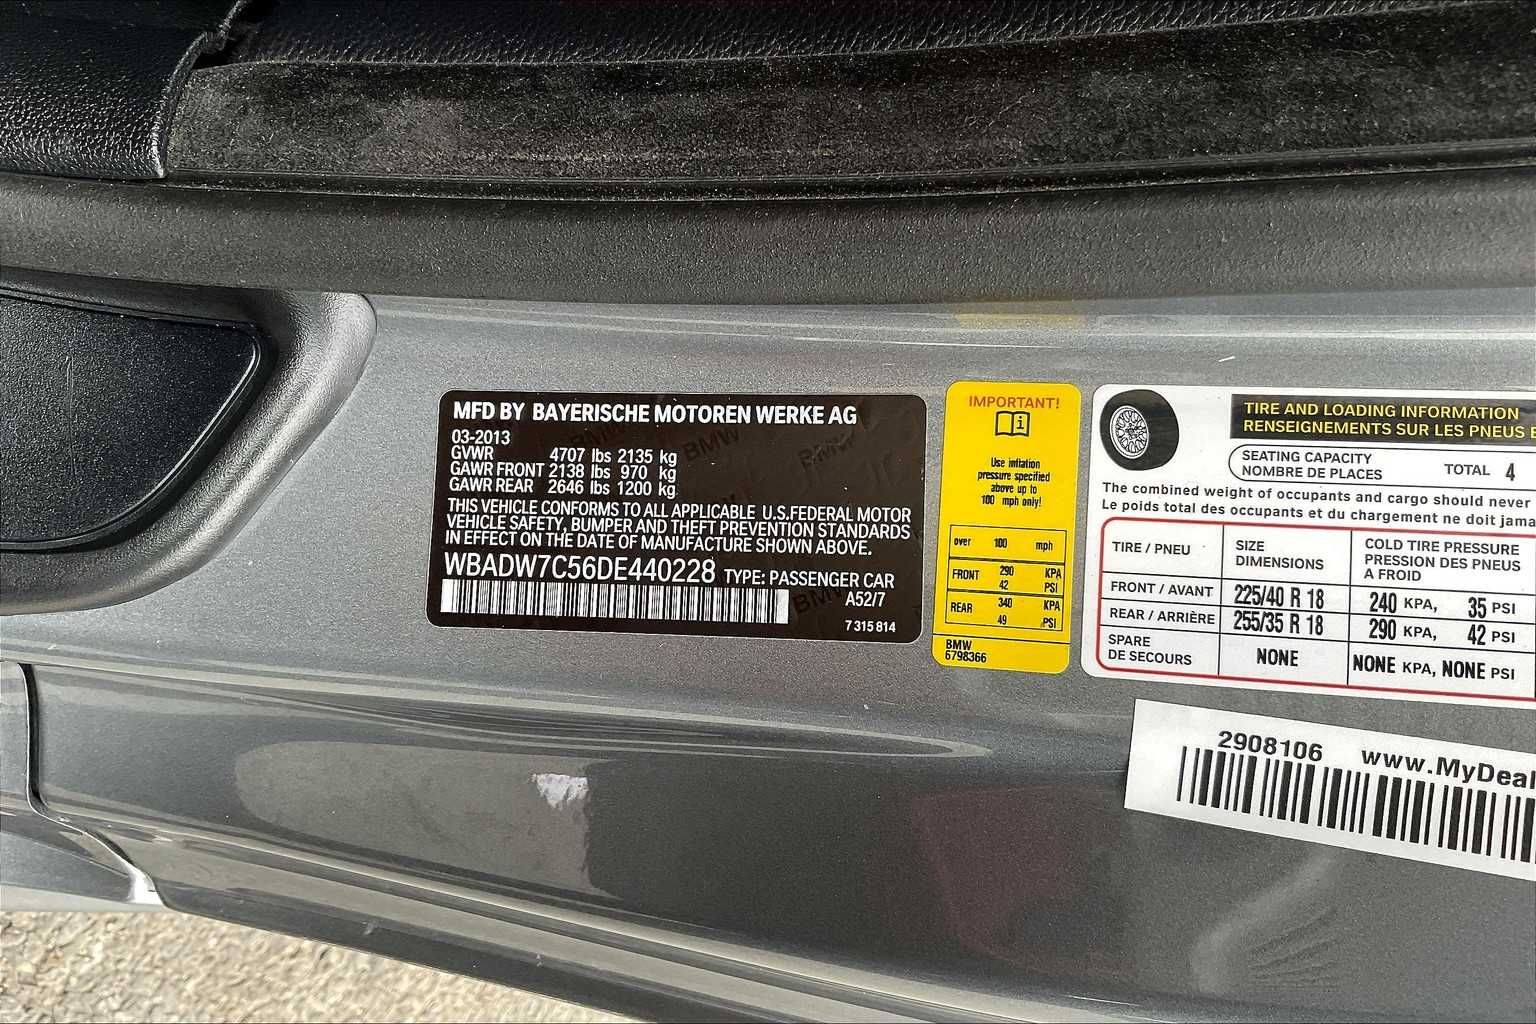 MFD BY BAYERISCHE MOTOREN WERKE AG
03-2013
GVWR 4707 lbs 2135 kg
GAWR FRONT 2138 lbs 970 kg
GAWR REAR 2646 lbs 1200 kg
THIS VEHICLE CONFORMS TO ALL APPLICABLE U.S.FEDERAL MOTOR
VEHICLE SAFETY, BUMPER AND THEFT PREVENTION STANDARDS
IN EFFECT ON THE DATE OF MANUFACTURE SHOWN ABOVE.
WBADW7C56DE440228 TYPE: PASSENGER CAR
A52/7
7 315 814
IMPORTANT!
Use inflation
pressure specified
above up to
100 mph only!
over 100 mph
FRONT 290 KPA
42 PSI
REAR 340 KPA
49 PSI
BMW
6798366
TIRE AND LOADING INFORMATION
RENSEIGNEMENTS SUR LES PNEUS E
SEATING CAPACITY
NOMBRE DE PLACES
TOTAL 4
The combined weight of occupants and cargo should never
Le poids total des occupants et du chargement ne doit jama
TIRE / PNEU
SIZE
DIMENSIONS
COLD TIRE PRESSURE
PRESSION DES PNEUS
A FROID
FRONT / AVANT 225/40 R 18 240 KPA, 35 PSI
REAR / ARRIÈRE 255/35 R 18 290 KPA, 42 PSI
SPARE
DE SECOURS
NONE NONE KPA, NONE PSI
2908106 www.MyDeal